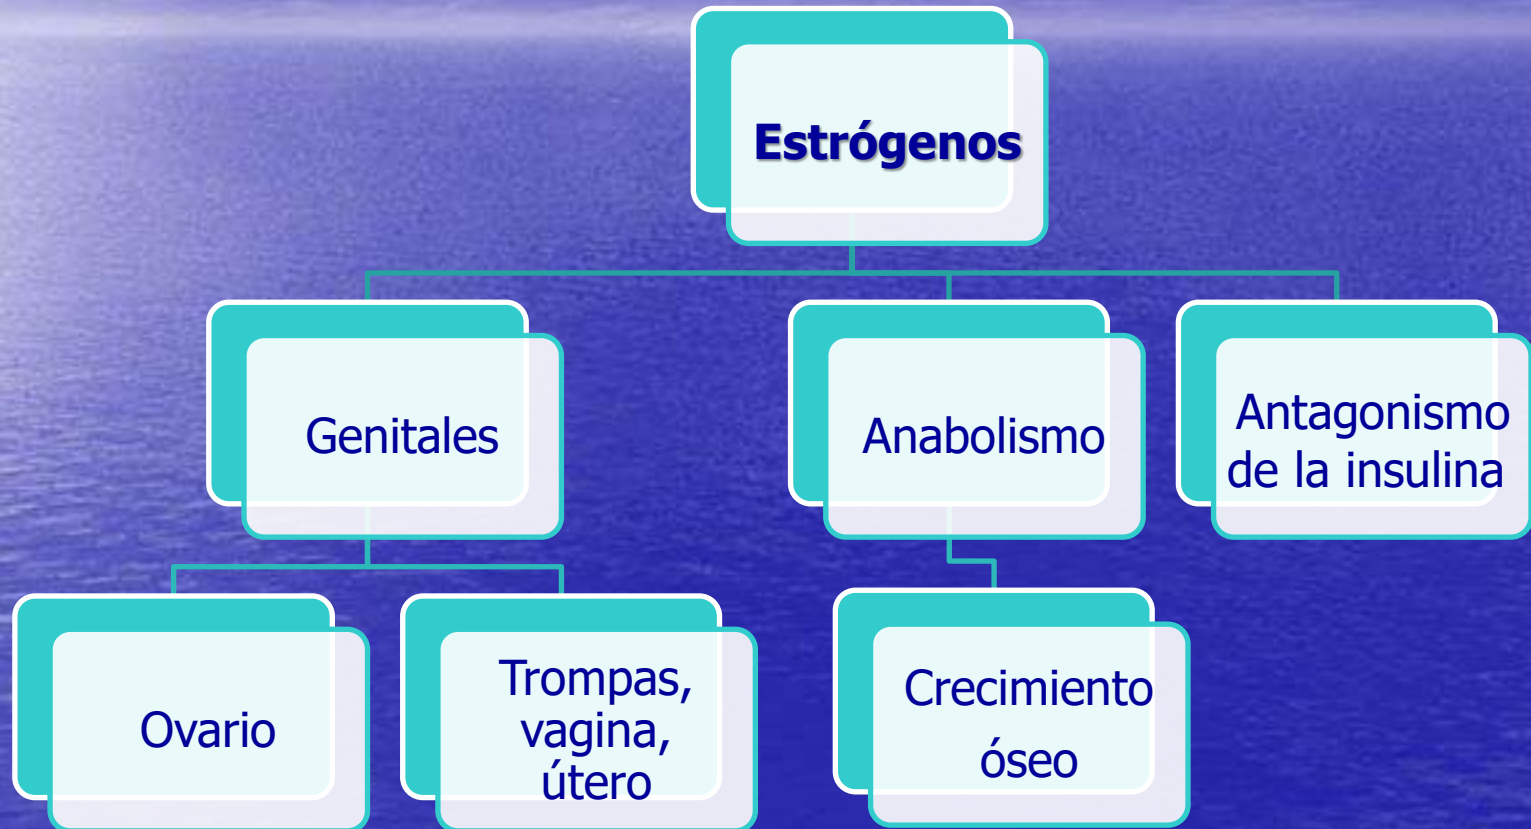 Estrógenos
Genitales
Anabolismo
Antagonismo
de la insulina
Ovario
Trompas,
vagina,
útero
Crecimiento
óseo